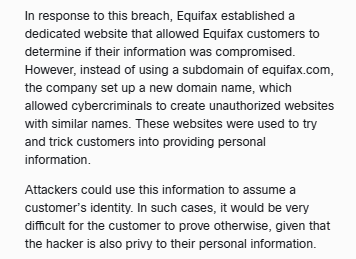 In response to this breach, Equifax established a
dedicated website that allowed Equifax customers to
determine if their information was compromised.
However, instead of using a subdomain of equifax.com,
the company set up a new domain name, which
allowed cybercriminals to create unauthorized websites
with similar names. These websites were used to try
and trick customers into providing personal
information.
Attackers could use this information to assume a
customer's identity. In such cases, it would be very
difficult for the customer to prove otherwise, given that
the hacker is also privy to their personal information.